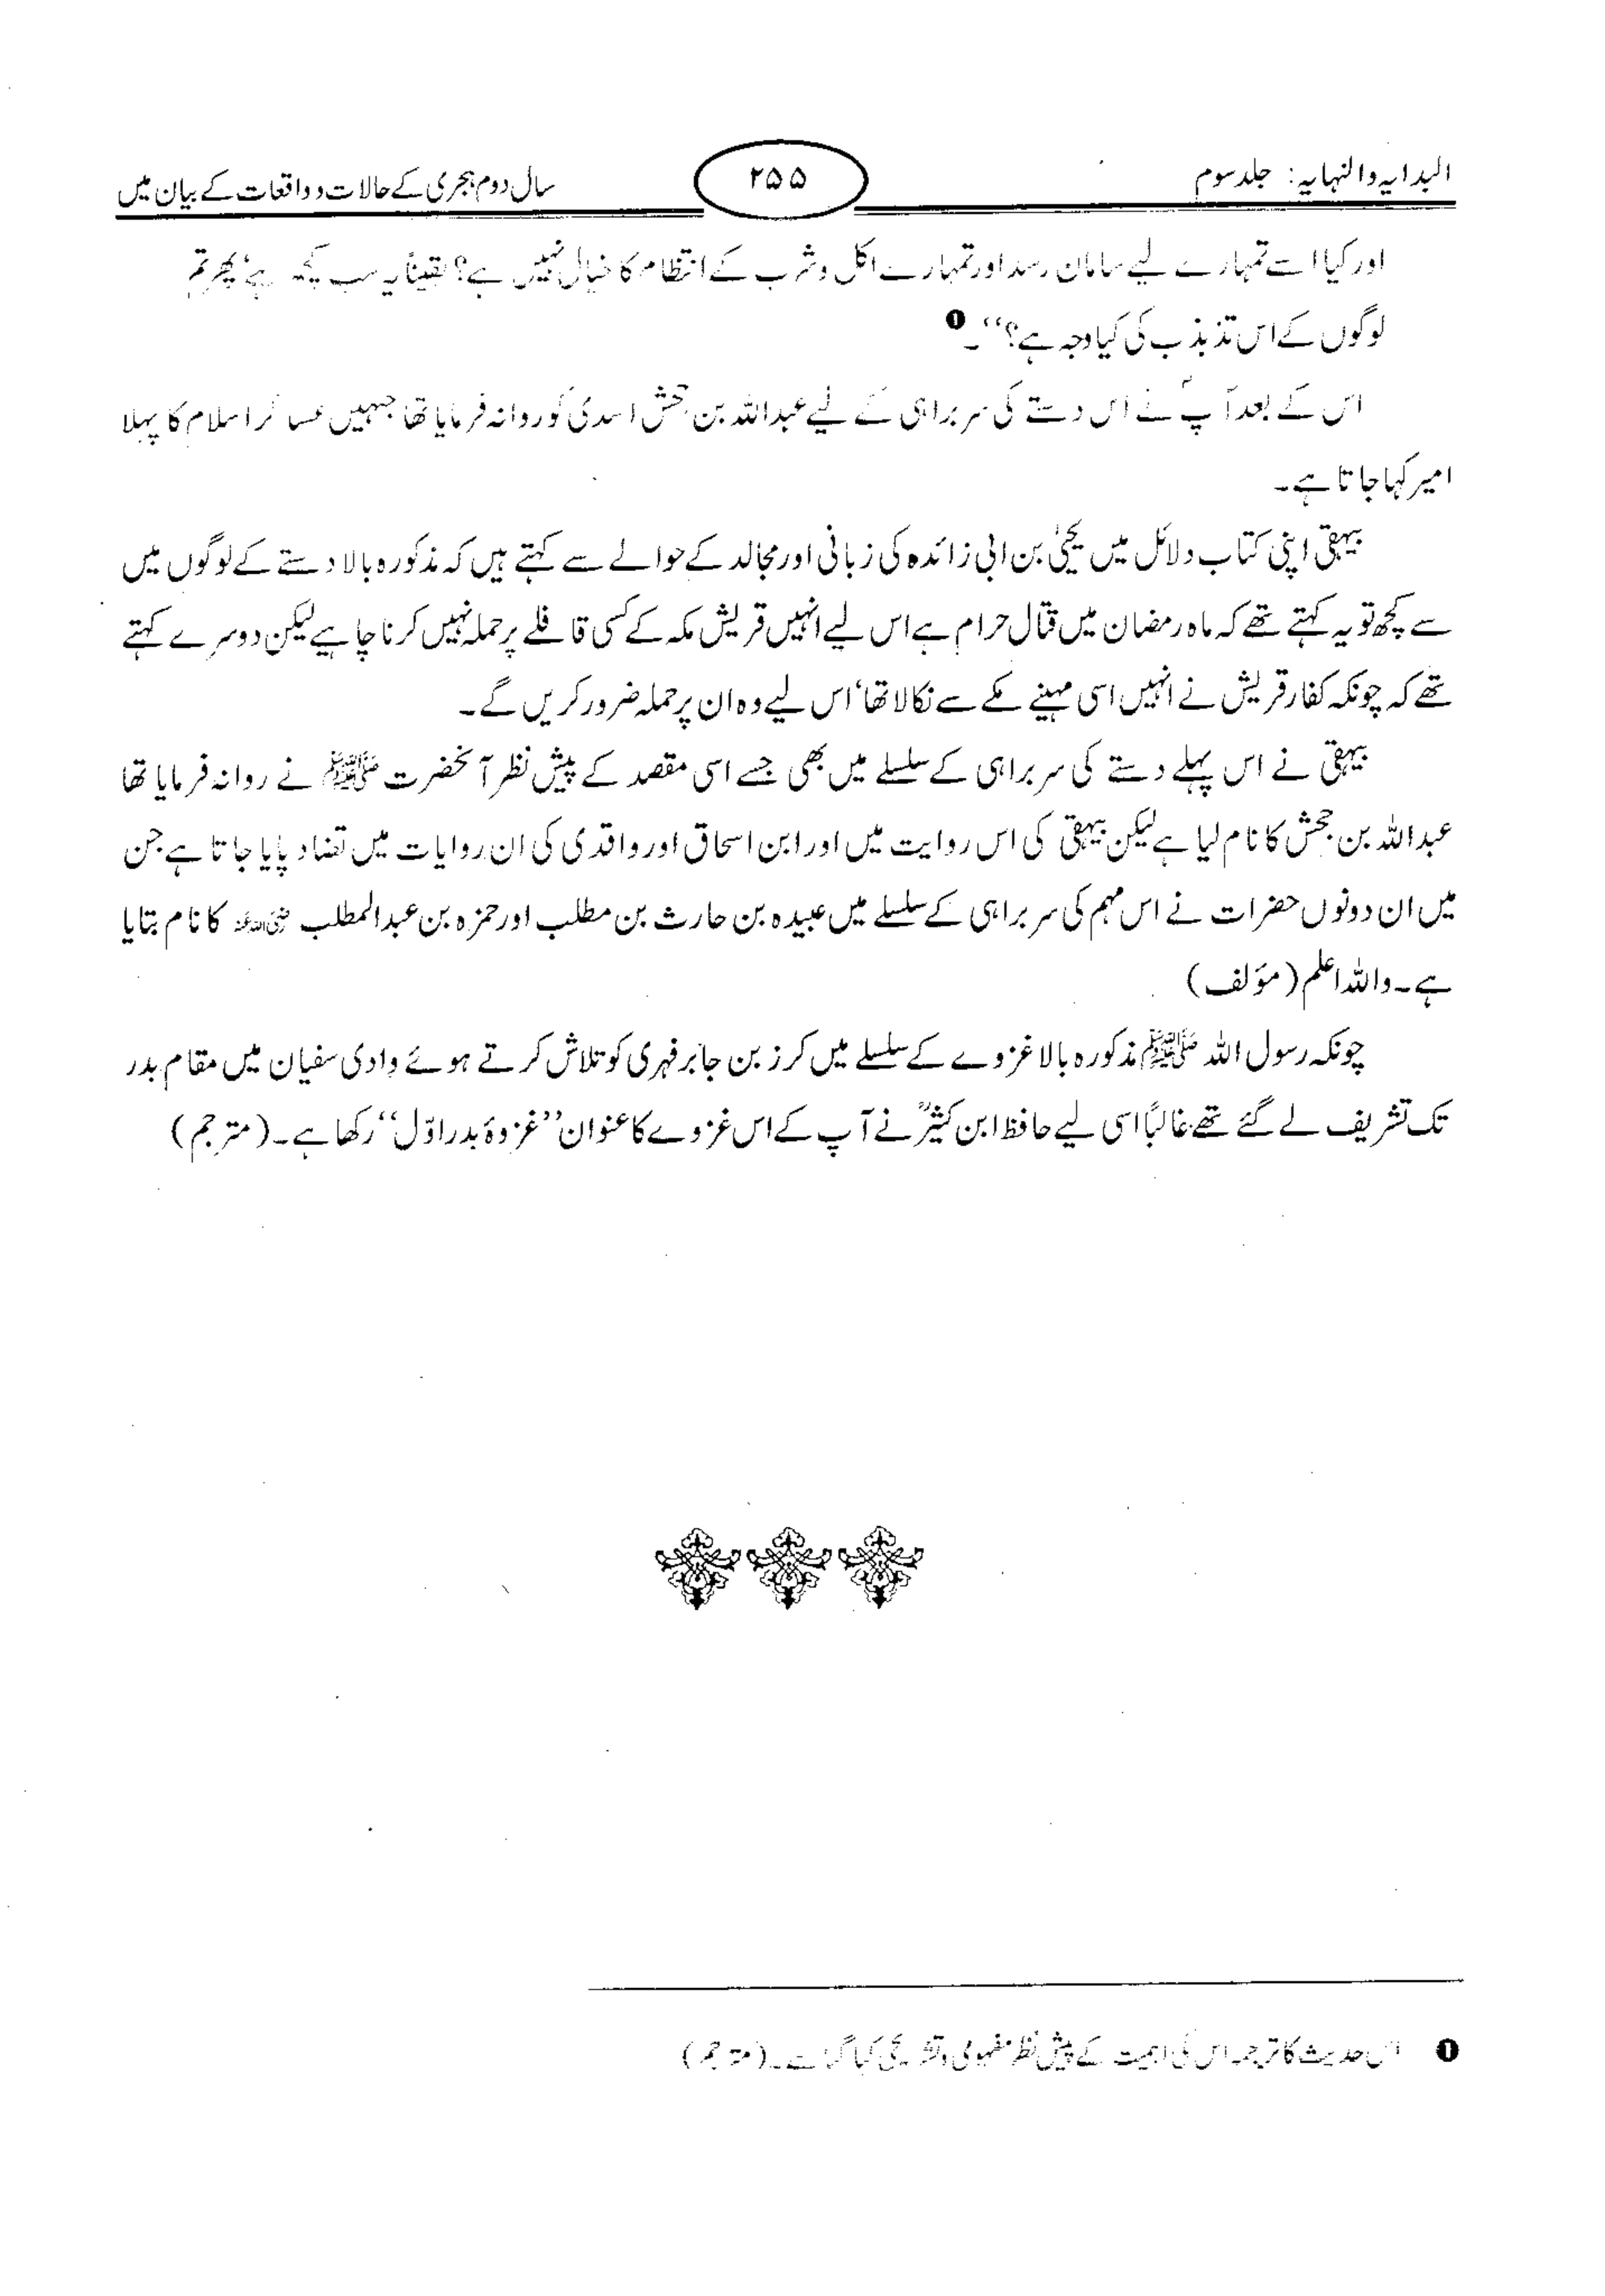 البدایہ والنہایہ: جلد سوم
۲۵۵
سال دوم ہجری کے حالات و واقعات کے بیان میں
اور کیا اسے تمہارے لیے سامان رسد اور تمہارے اکل و شرب کے انتظام کا خیال نہیں ہے؟ یقیناً یہ سب کچھ ہے، پھر تم
لوگوں کے اس تذبذب کی کیا وجہ ہے؟‘‘۔ ❶
اس کے بعد آپؐ نے اس دستے کی سربراہی کے لیے عبداللہ بن جحش اسدی کو روانہ فرمایا تھا جنہیں عساکر اسلام کا پہلا
امیر کہا جاتا ہے۔
بیہقی اپنی کتاب دلائل میں یحییٰ بن ابی زائدہ کی زبانی اور مجالد کے حوالے سے کہتے ہیں کہ مذکورہ بالا دستے کے لوگوں میں
سے کچھ تو یہ کہتے تھے کہ ماہ رمضان میں قتال حرام ہے اس لیے انہیں قریش مکہ کے کسی قافلے پر حملہ نہیں کرنا چاہیے لیکن دوسرے کہتے
تھے کہ چونکہ کفار قریش نے انہیں اسی مہینے مکے سے نکالا تھا، اس لیے وہ ان پر حملہ ضرور کریں گے۔
بیہقی نے اس پہلے دستے کی سربراہی کے سلسلے میں بھی جسے اسی مقصد کے پیش نظر آنحضرت ﷺ نے روانہ فرمایا تھا
عبداللہ بن جحش کا نام لیا ہے لیکن بیہقی کی اس روایت میں اور ابن اسحاق اور واقدی کی ان روایات میں تضاد پایا جاتا ہے جن
میں ان دونوں حضرات نے اس مہم کی سربراہی کے سلسلے میں عبیدہ بن حارث بن مطلب اور حمزہ بن عبدالمطلب رضی اللہ عنہ کا نام بتایا
ہے۔ واللہ اعلم (مؤلف)
چونکہ رسول اللہ ﷺ مذکورہ بالا غزوے کے سلسلے میں کرز بن جابر فہری کو تلاش کرتے ہوئے وادی سفیان میں مقام بدر
تک تشریف لے گئے تھے غالباً اسی لیے حافظ ابن کثیرؒ نے آپ کے اس غزوے کا عنوان ’’غزوۂ بدر اوّل‘‘ رکھا ہے۔ (مترجم)
❶ اس حدیث کا ترجمہ اس کی اہمیت کے پیش نظر مفہومی و تشریحی کیا گیا ہے۔ (مترجم)